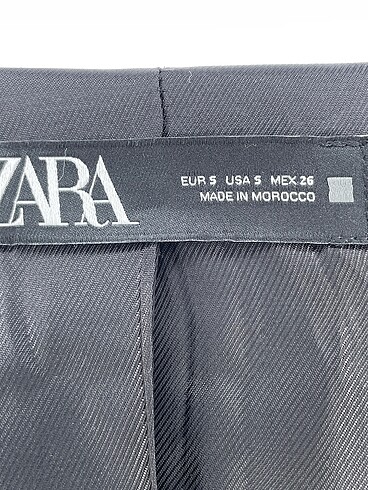 ZARA
EUR S USA S MEX 26
MADE IN MOROCCO